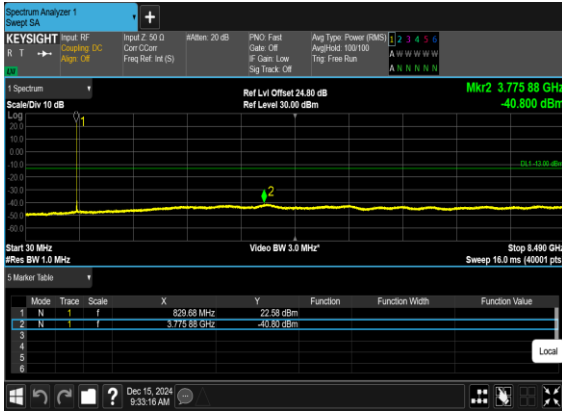 Spectrum Analyzer 1
Swept SA
+
KEYSIGHT
R T
Input: RF
Coupling: DC
Align: Off
Input Z: 50 Ω
Corr CCorr
Freq Ref: Int (S)
#Atten: 20 dB
PNO: Fast
Gate: Off
IF Gain: Low
Sig Track: Off
Avg Type: Power (RMS)
Avg|Hold: 100/100
Trig: Free Run
1 2 3 4 5 6
A W W W W W
A N N N N N
1 Spectrum
Scale/Div 10 dB
Ref Lvl Offset 24.80 dB
Ref Level 30.00 dBm
Mkr2 3.775 88 GHz
-40.800 dBm
Log
20.0
10.0
0.00
-10.0
-20.0
-30.0
-40.0
-50.0
-60.0
1
2
DL1 -13.00 dBm
Start 30 MHz
#Res BW 1.0 MHz
Video BW 3.0 MHz*
Stop 8.490 GHz
Sweep 16.0 ms (40001 pts)
5 Marker Table
Mode Trace Scale X Y Function Function Width Function Value
1 N 1 f 829.68 MHz 22.58 dBm
2 N 1 f 3.775 88 GHz -40.80 dBm
3
4
5
6
Local
?
Dec 15, 2024
9:33:16 AM